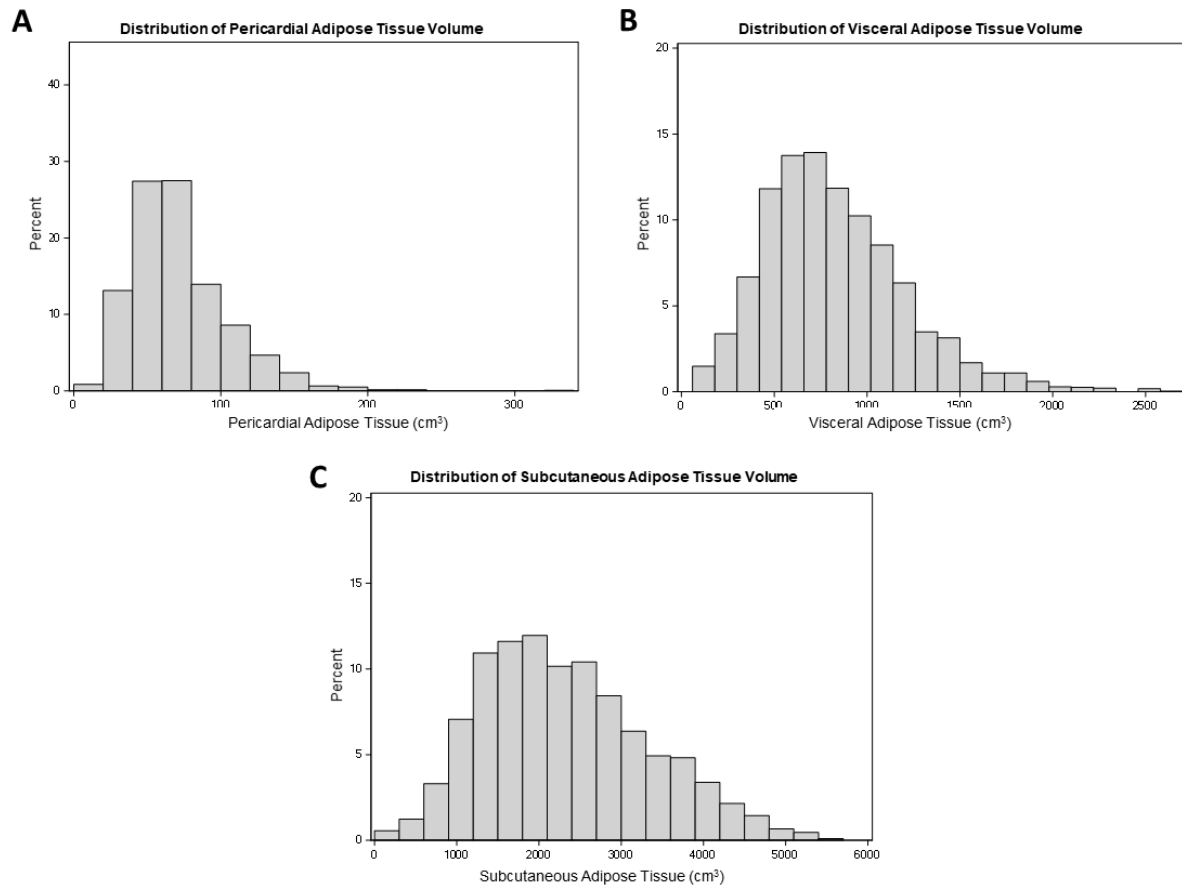 A
Distribution of Pericardial Adipose Tissue Volume
40
30
20
10
0
Percent
0 100 200 300
Pericardial Adipose Tissue (cm³)
B
Distribution of Visceral Adipose Tissue Volume
20
15
10
5
0
Percent
0 500 1000 1500 2000 2500
Visceral Adipose Tissue (cm³)
C
Distribution of Subcutaneous Adipose Tissue Volume
20
15
10
5
0
Percent
0 1000 2000 3000 4000 5000 6000
Subcutaneous Adipose Tissue (cm³)